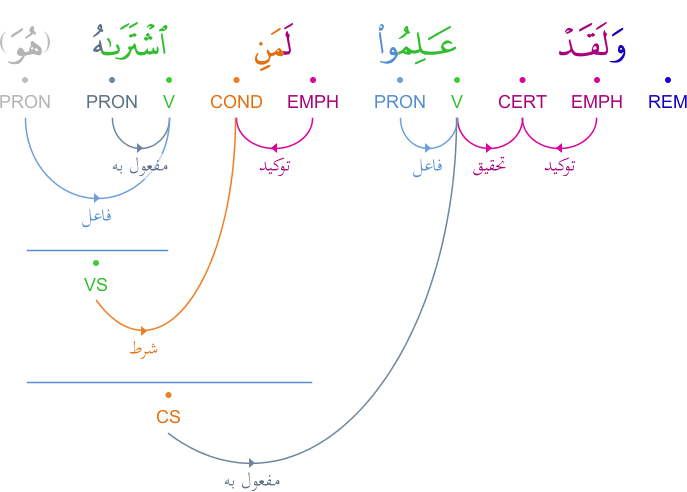 وَلَقَدْ عَلِمُوا۟ لَمَنِ ٱشْتَرَىٰهُ (هُوَ)
REM EMPH CERT V PRON EMPH COND V PRON PRON
توكيد تحقيق فاعل توكيد مفعول به
فاعل
VS
شرط
CS
مفعول به